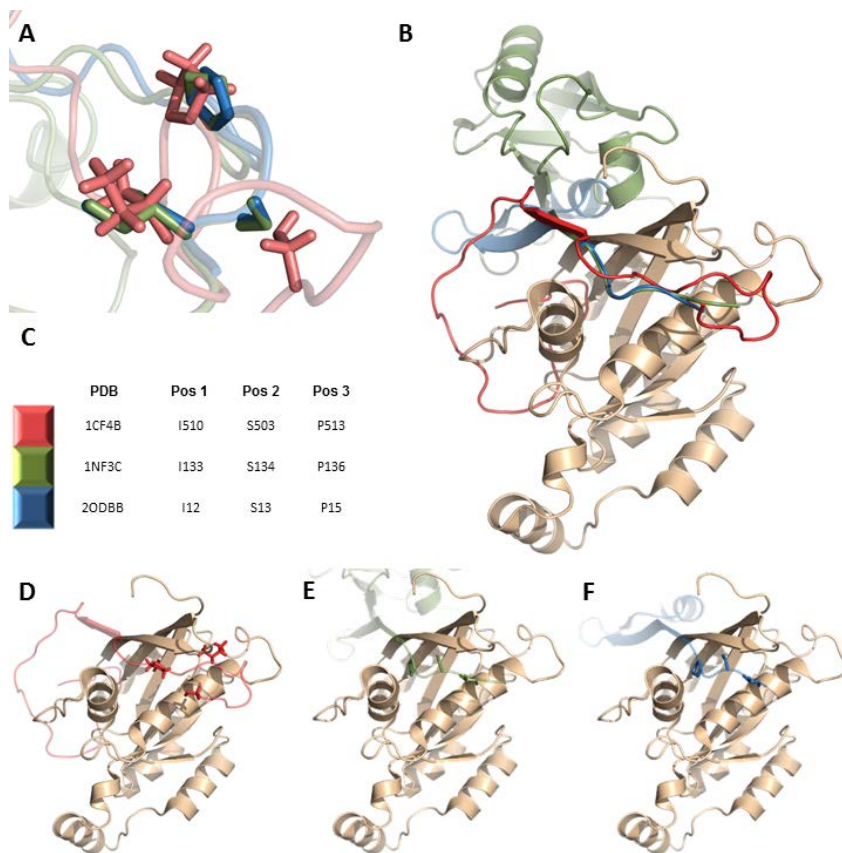 A
B
C
PDB Pos 1 Pos 2 Pos 3
1CF4B I510 S503 P513
1NF3C I133 S134 P136
2ODBB I12 S13 P15
D
E
F